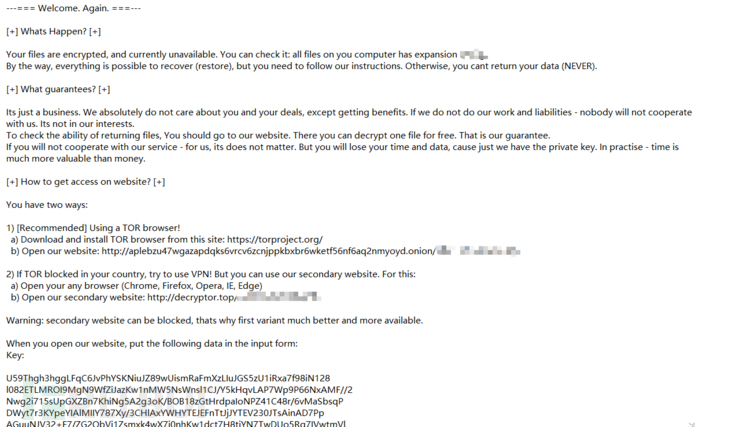 ---=== Welcome. Again. ===---
[+] Whats Happen? [+]
Your files are encrypted, and currently unavailable. You can check it: all files on you computer has expansion
By the way, everything is possible to recover (restore), but you need to follow our instructions. Otherwise, you cant return your data (NEVER).
[+] What guarantees? [+]
Its just a business. We absolutely do not care about you and your deals, except getting benefits. If we do not do our work and liabilities - nobody will not cooperate
with us. Its not in our interests.
To check the ability of returning files, You should go to our website. There you can decrypt one file for free. That is our guarantee.
If you will not cooperate with our service - for us, its does not matter. But you will lose your time and data, cause just we have the private key. In practise - time is
much more valuable than money.
[+] How to get access on website? [+]
You have two ways:
1) [Recommended] Using a TOR browser!
a) Download and install TOR browser from this site: https://torproject.org/
b) Open our website: http://aplebzu47wgazapdqks6vrcv6zcnjppkbxbr6wketf56nf6aq2nmyoyd.onion/
2) If TOR blocked in your country, try to use VPN! But you can use our secondary website. For this:
a) Open your any browser (Chrome, Firefox, Opera, IE, Edge)
b) Open our secondary website: http://decryptor.top/
Warning: secondary website can be blocked, thats why first variant much better and more available.
When you open our website, put the following data in the input form:
Key:
U59Thgh3hggLFqC6JvPhYSKNiuJZ89wUismRaFmXzLIuJGS5zU1iRxa7f98iN128
l082ETLMROI9MgN9WfZiJazKw1nMW5NsWnsl1CJ/Y5kHqvLAP7Wp9P66NxAMF//2
Nwg2i715sUpGXZBn7KhiNg5A2g3oK/BOB18zGtHrdpaIoNPZ41C48r/6vMaSbsqP
DWyt7r3KYpeYIAlMIIY787Xy/3CHlAxYWHYTEJEFnTtJjJYTEV230JTsAinAD7Pp